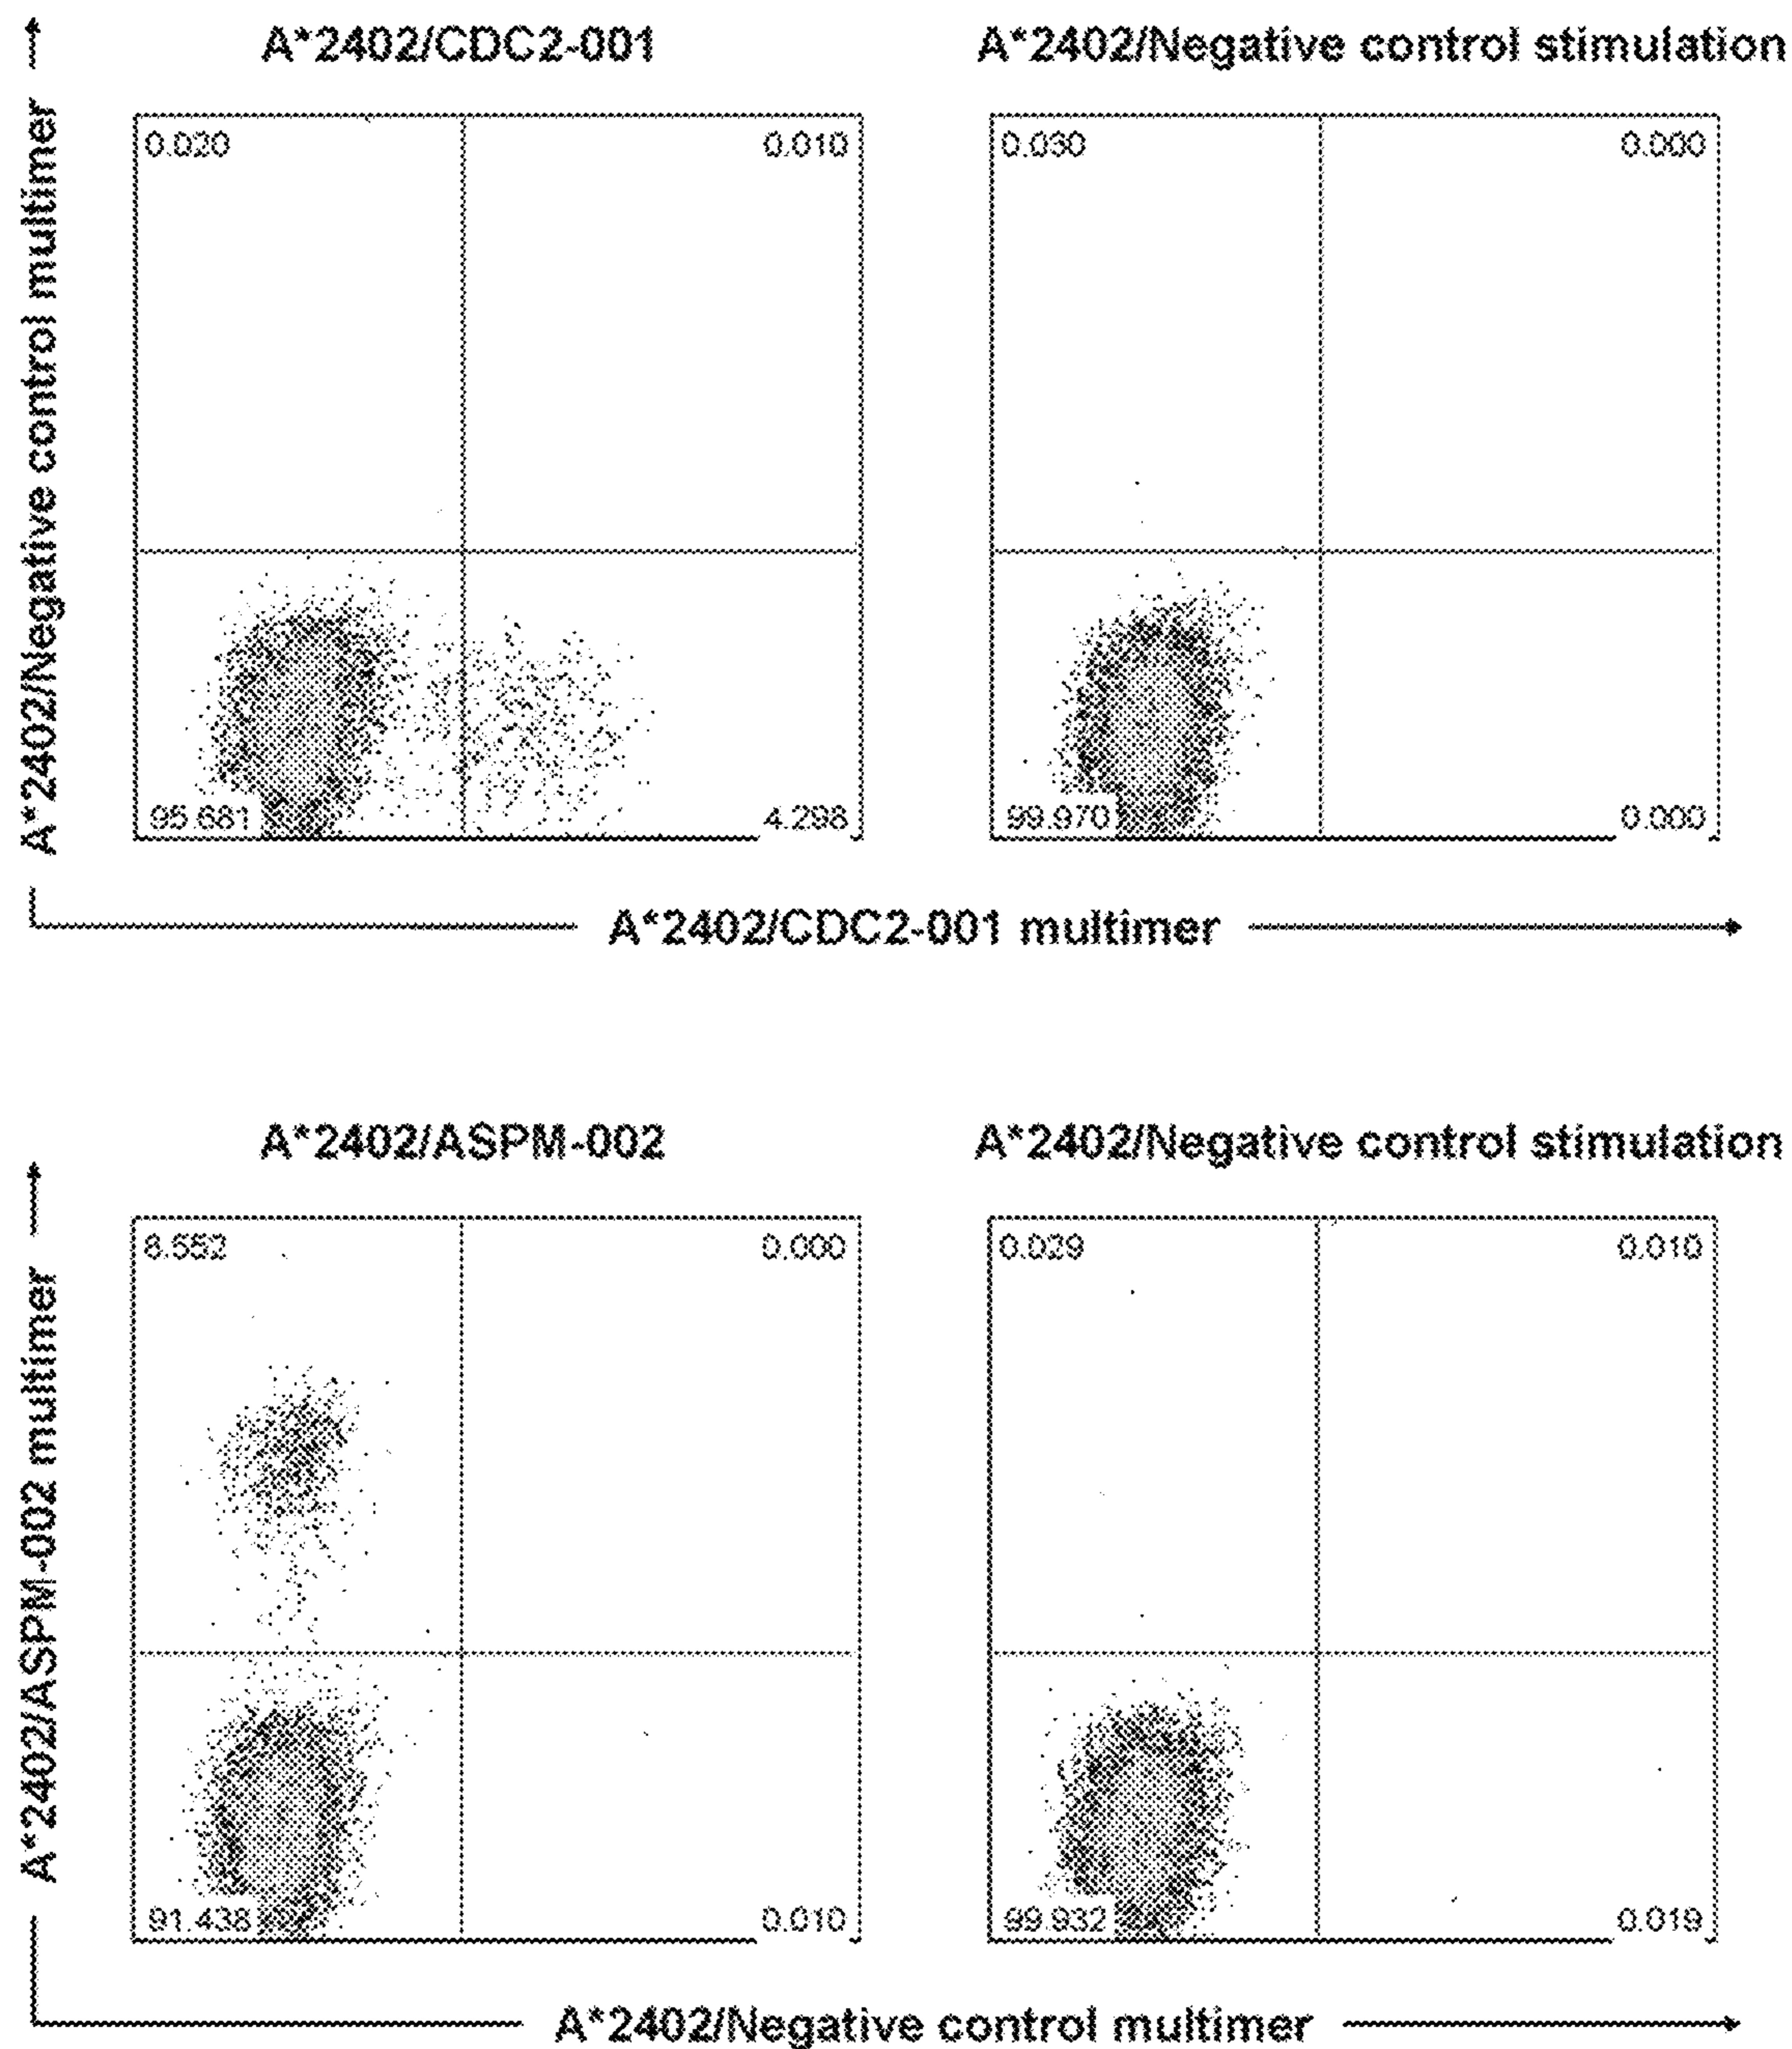 A*2402/CDC2-001
A*2402/Negative control stimulation
A*2402/Negative control multimer
0.020
0.010
95.681
4.298
0.030
0.000
99.970
0.000
A*2402/CDC2-001 multimer
A*2402/ASPM-002
A*2402/Negative control stimulation
A*2402/ASPM-002 multimer
8.552
0.000
91.438
0.010
0.029
0.010
99.932
0.019
A*2402/Negative control multimer